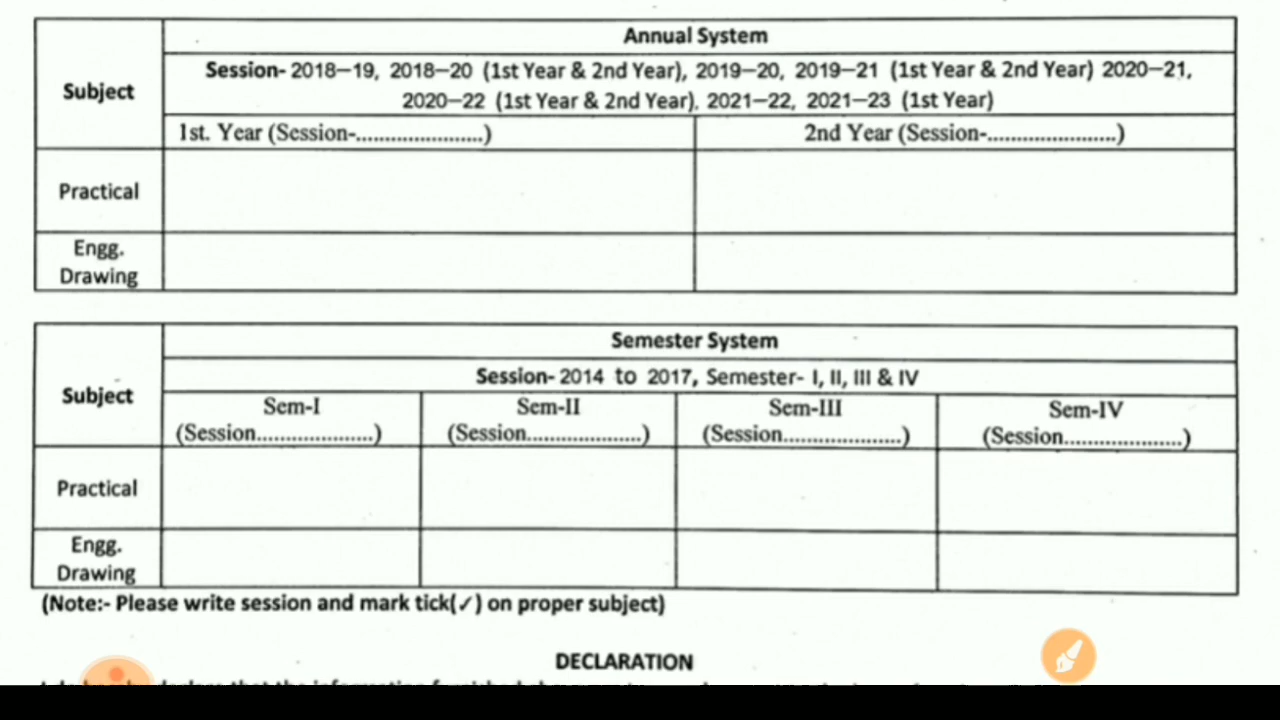 Annual System
Subject
Session- 2018–19, 2018–20 (1st Year & 2nd Year), 2019–20, 2019–21 (1st Year & 2nd Year) 2020–21,
2020–22 (1st Year & 2nd Year), 2021–22, 2021–23 (1st Year)
1st. Year (Session-.......................)
2nd Year (Session-.......................)
Practical
Engg.
Drawing
Semester System
Subject
Session- 2014 to 2017, Semester- I, II, III & IV
Sem-I
(Session.....................)
Sem-II
(Session.....................)
Sem-III
(Session.....................)
Sem-IV
(Session.....................)
Practical
Engg.
Drawing
(Note:- Please write session and mark tick(✓) on proper subject)
DECLARATION